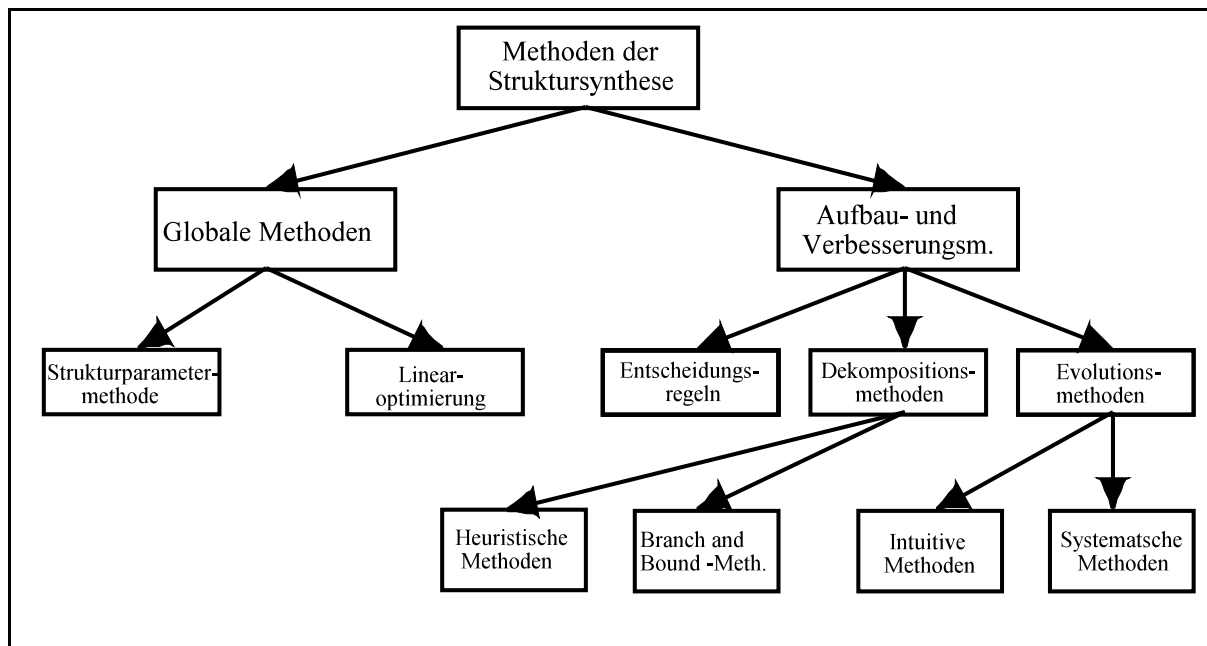 Methoden der
Struktursynthese
Globale Methoden
Aufbau- und
Verbesserungsm.
Strukturparameter-
methode
Linear-
optimierung
Entscheidungs-
regeln
Dekompositions-
methoden
Evolutions-
methoden
Heuristische
Methoden
Branch and
Bound -Meth.
Intuitive
Methoden
Systematsche
Methoden